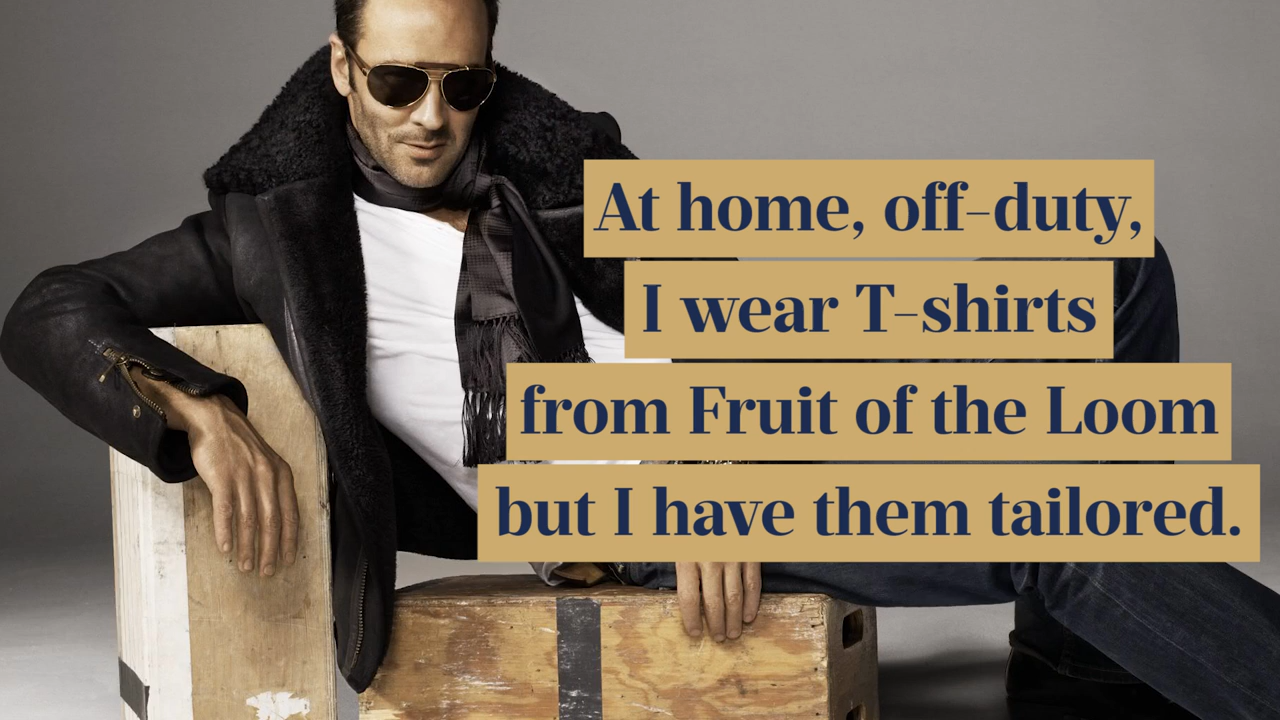 At home, off-duty,
I wear T-shirts
from Fruit of the Loom
but I have them tailored.